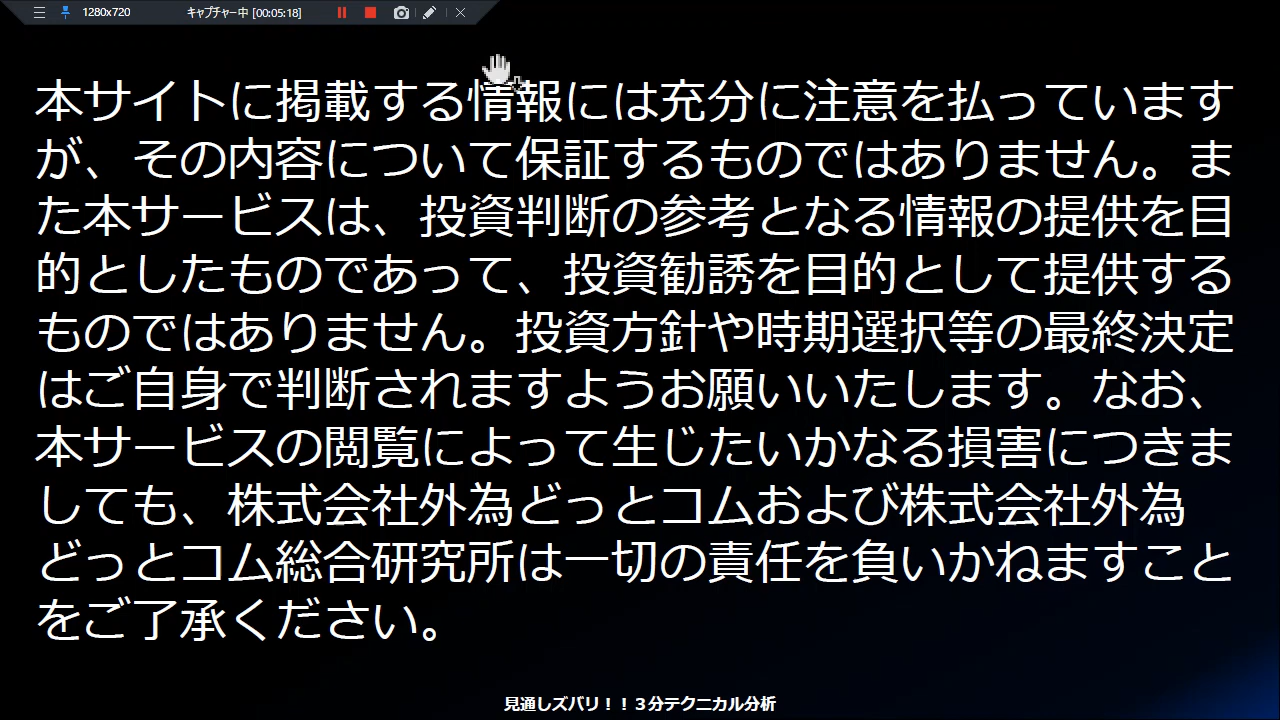 1280x720
キャプチャー中 [00:05:18]
本サイトに掲載する情報には充分に注意を払っています
が、その内容について保証するものではありません。ま
た本サービスは、投資判断の参考となる情報の提供を目
的としたものであって、投資勧誘を目的として提供する
ものではありません。投資方針や時期選択等の最終決定
はご自身で判断されますようお願いいたします。なお、
本サービスの閲覧によって生じたいかなる損害につきま
しても、株式会社外為どっとコムおよび株式会社外為
どっとコム総合研究所は一切の責任を負いかねますこと
をご了承ください。
見通しズバリ！！３分テクニカル分析